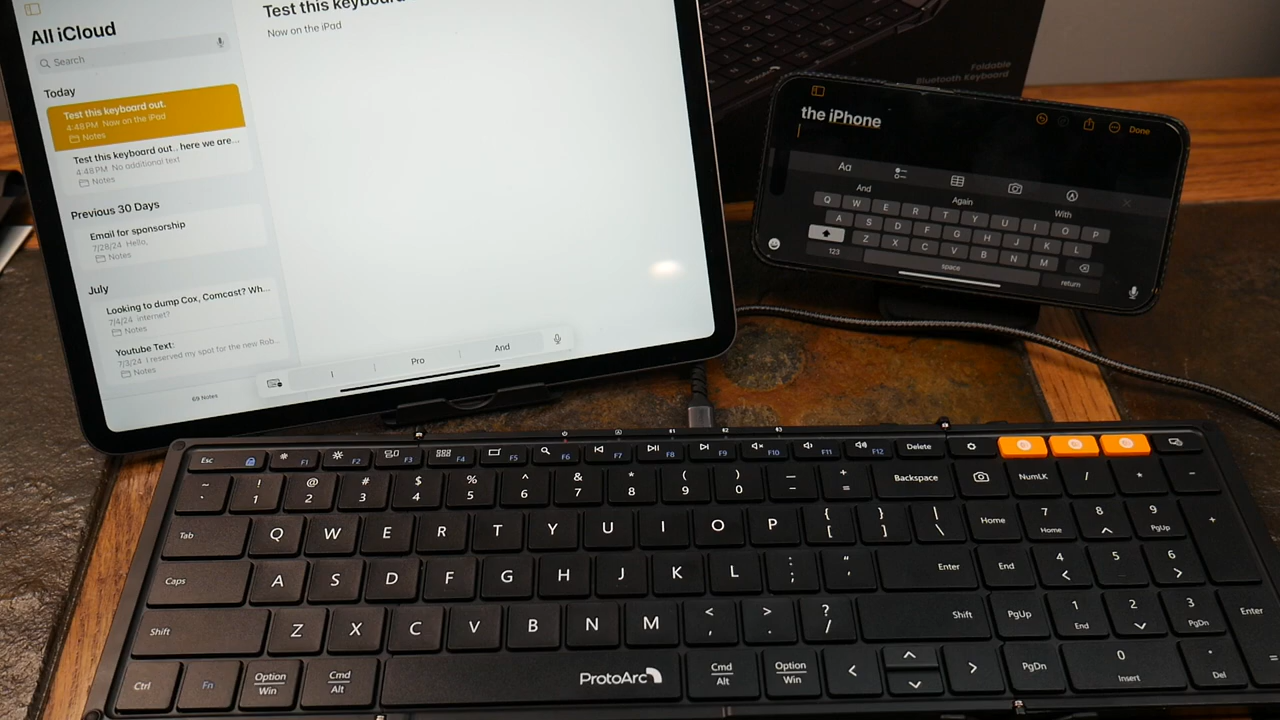 All iCloud
Search
Today
Test this keyboard out.
4:48 PM Now on the iPad
Notes
Test this keyboard out.. here we are...
4:48 PM No additional text
Notes
Previous 30 Days
Email for sponsorship
7/28/24 Hello,
Notes
July
Looking to dump Cox, Comcast? Wh...
7/4/24 internet?
Notes
Youtube Text:
7/3/24 I reserved my spot for the new Rob...
Notes
69 Notes
Test this keyboard
Now on the iPad
I Pro And
Foldable
Bluetooth Keyboard
the iPhone
Done
Aa
And Again With
Q W E R T Y U I O P
A S D F G H J K L
Z X C V B N M
123 space return
Esc F1 F2 F3 F4 F5 F6 F7 F8 F9 F10 F11 F12 Delete
~ ! @ # $ % ^ & * ( ) — +
` 1 2 3 4 5 6 7 8 9 0 – = Backspace NumLK / * -
Tab Q W E R T Y U I O P { [ } ] | \ Home 7 Home 8 9 PgUp +
Caps A S D F G H J K L : ; " ' Enter End 4 < 5 6 >
Shift Z X C V B N M < , > . ? / Shift PgUp 1 End 2 3 PgDn Enter
Ctrl Fn Option Win Cmd Alt ProtoArc Cmd Alt Option Win < > PgDn 0 Insert . Del =